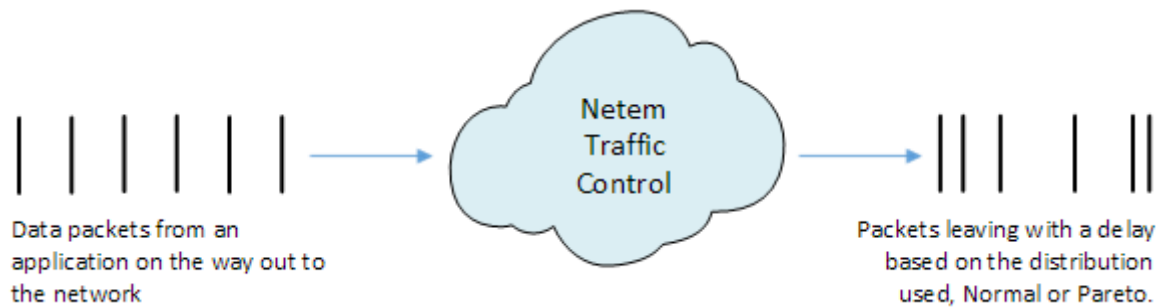 Netem
Traffic
Control
Data packets from an
application on the way out to
the network
Packets leaving with a delay
based on the distribution
used, Normal or Pareto.